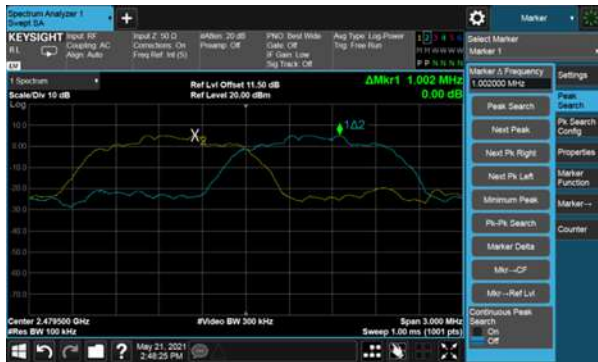 Spectrum Analyzer 1
Swept SA
+
Marker
KEYSIGHT
Input: RF
Coupling: AC
Align: Auto
Input Z: 50 Ω
Corrections: On
Freq Ref: Int (S)
#Atten: 20 dB
Preamp: Off
PNO: Best Wide
Gate: Off
IF Gain: Low
Sig Track: Off
Avg Type: Log-Power
Trig: Free Run
1 2 3 4 5 6
P P N N N N
RL
Select Marker
Marker 1
1 Spectrum
Scale/Div 10 dB
Log
Ref Lvl Offset 11.50 dB
Ref Level 20.00 dBm
ΔMkr1 1.002 MHz
0.00 dB
Marker Δ Frequency
1.002000 MHz
Peak Search
Next Peak
Next Pk Right
Next Pk Left
Minimum Peak
Pk-Pk Search
Marker Delta
Mkr→CF
Mkr→Ref Lvl
Continuous Peak
Search
On
Off
Settings
Peak
Search
Pk Search
Config
Properties
Marker
Function
Marker→
Counter
10.0
0.00
-10.0
-20.0
-30.0
-40.0
-50.0
-60.0
-70.0
X2
1Δ2
Center 2.479500 GHz
#Res BW 100 kHz
#Video BW 300 kHz
Span 3.000 MHz
Sweep 1.00 ms (1001 pts)
?
May 21, 2021
2:48:25 PM